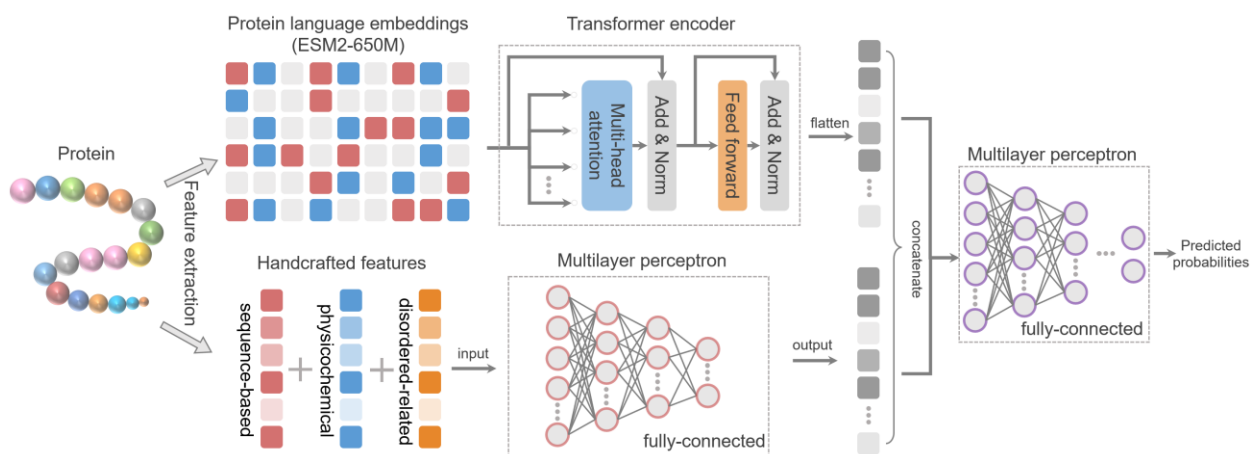 Protein language embeddings
(ESM2-650M)
Transformer encoder
Multi-head
attention
Add & Norm
Feed forward
Add & Norm
flatten
Protein
Feature extraction
Handcrafted features
sequence-based
physicochemical
disordered-related
input
Multilayer perceptron
fully-connected
output
concatenate
Multilayer perceptron
fully-connected
Predicted
probabilities